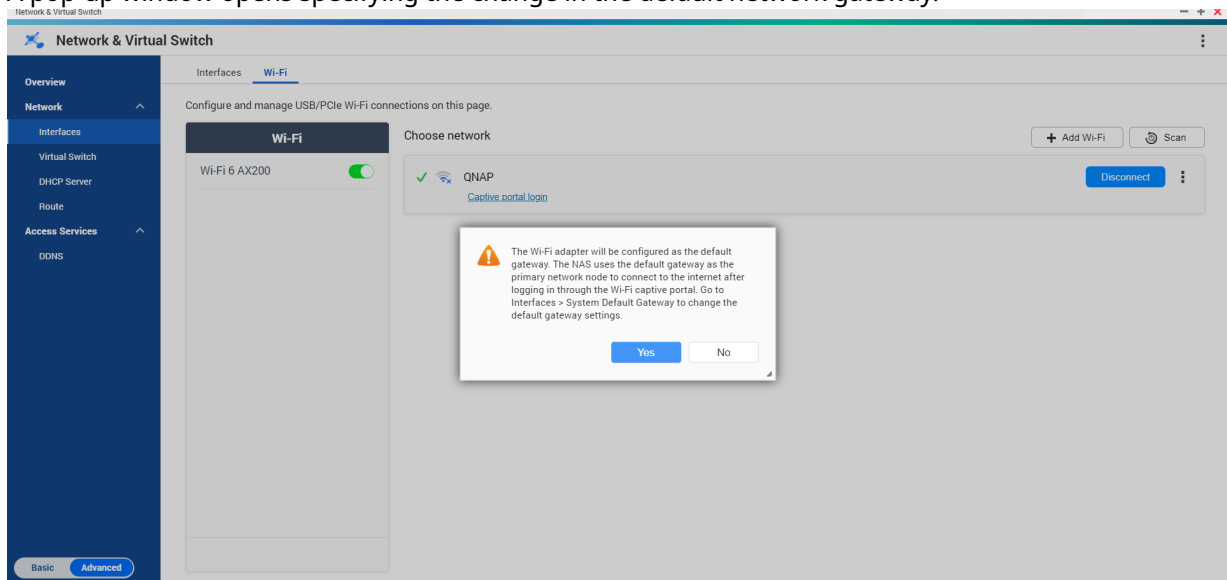 A pop-up window opens specifying the change in the default network gateway.
Network & Virtual Switch
Network & Virtual Switch
Overview
Network
Interfaces
Virtual Switch
DHCP Server
Route
Access Services
DDNS
Basic
Advanced
Interfaces
Wi-Fi
Configure and manage USB/PCIe Wi-Fi connections on this page.
Wi-Fi
Wi-Fi 6 AX200
Choose network
Add Wi-Fi
Scan
QNAP
Captive portal login
Disconnect
The Wi-Fi adapter will be configured as the default
gateway. The NAS uses the default gateway as the
primary network node to connect to the internet after
logging in through the Wi-Fi captive portal. Go to
Interfaces > System Default Gateway to change the
default gateway settings.
Yes
No